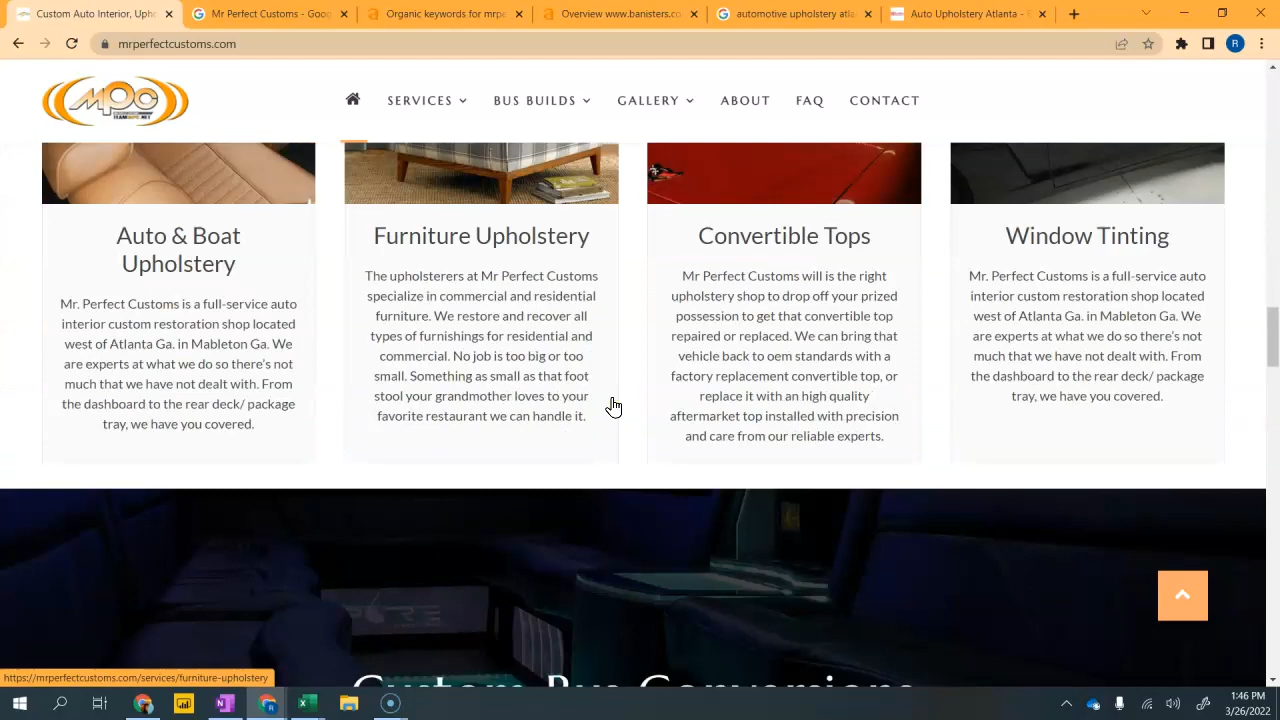 Custom Auto Interior, Uph
Mr Perfect Customs - Goo
Organic keywords for mrpe
Overview www.banisters.co
automotive upholstery atla
Auto Upholstery Atlanta -
mrperfectcustoms.com
R
MPC
TEAMMPC.NET
SERVICES
BUS BUILDS
GALLERY
ABOUT
FAQ
CONTACT
Auto & Boat
Upholstery
Mr. Perfect Customs is a full-service auto
interior custom restoration shop located
west of Atlanta Ga. in Mableton Ga. We
are experts at what we do so there's not
much that we have not dealt with. From
the dashboard to the rear deck/ package
tray, we have you covered.
Furniture Upholstery
The upholsterers at Mr Perfect Customs
specialize in commercial and residential
furniture. We restore and recover all
types of furnishings for residential and
commercial. No job is too big or too
small. Something as small as that foot
stool your grandmother loves to your
favorite restaurant we can handle it.
Convertible Tops
Mr Perfect Customs will is the right
upholstery shop to drop off your prized
possession to get that convertible top
repaired or replaced. We can bring that
vehicle back to oem standards with a
factory replacement convertible top, or
replace it with an high quality
aftermarket top installed with precision
and care from our reliable experts.
Window Tinting
Mr. Perfect Customs is a full-service auto
interior custom restoration shop located
west of Atlanta Ga. in Mableton Ga. We
are experts at what we do so there's not
much that we have not dealt with. From
the dashboard to the rear deck/ package
tray, we have you covered.
Custom Bus Conversions
https://mrperfectcustoms.com/services/furniture-upholstery
1:46 PM
3/26/2022